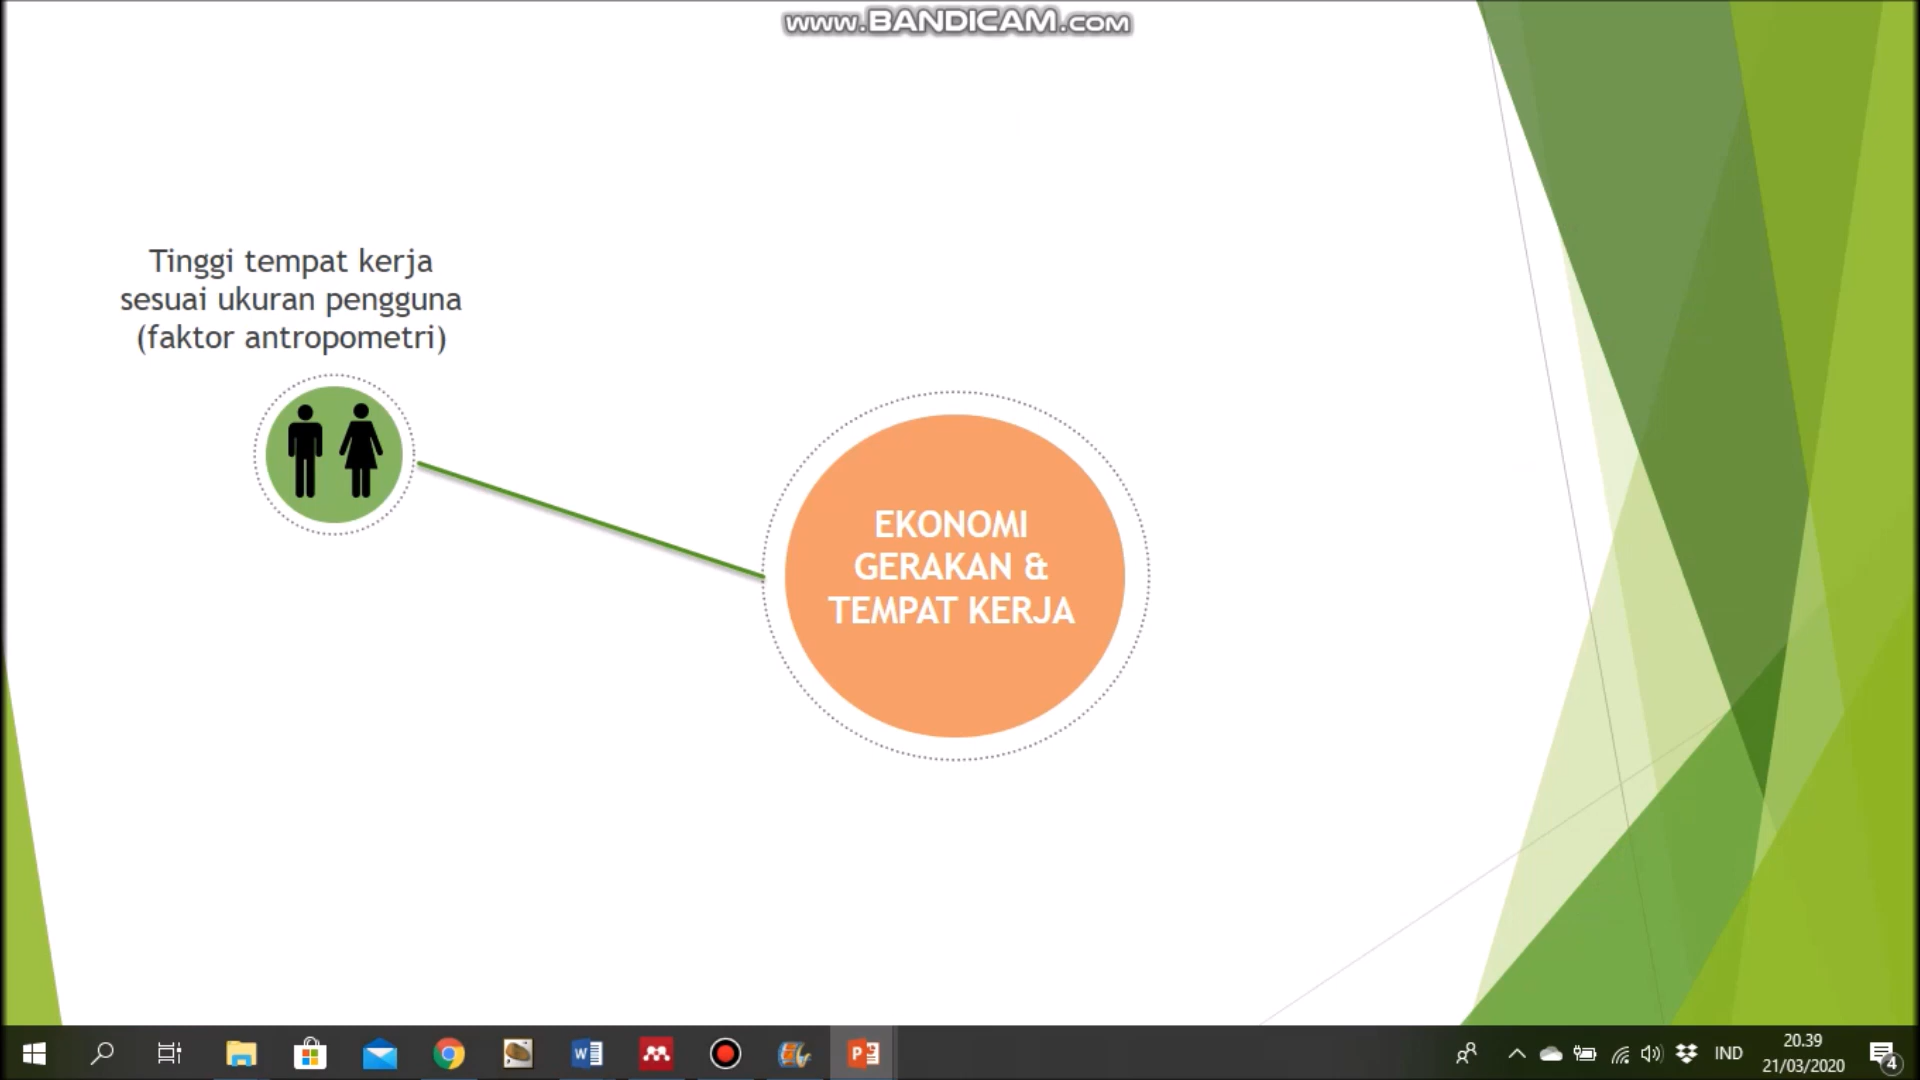 www.BANDICAM.com
Tinggi tempat kerja
sesuai ukuran pengguna
(faktor antropometri)
EKONOMI
GERAKAN &
TEMPAT KERJA
IND
20.39
21/03/2020
4